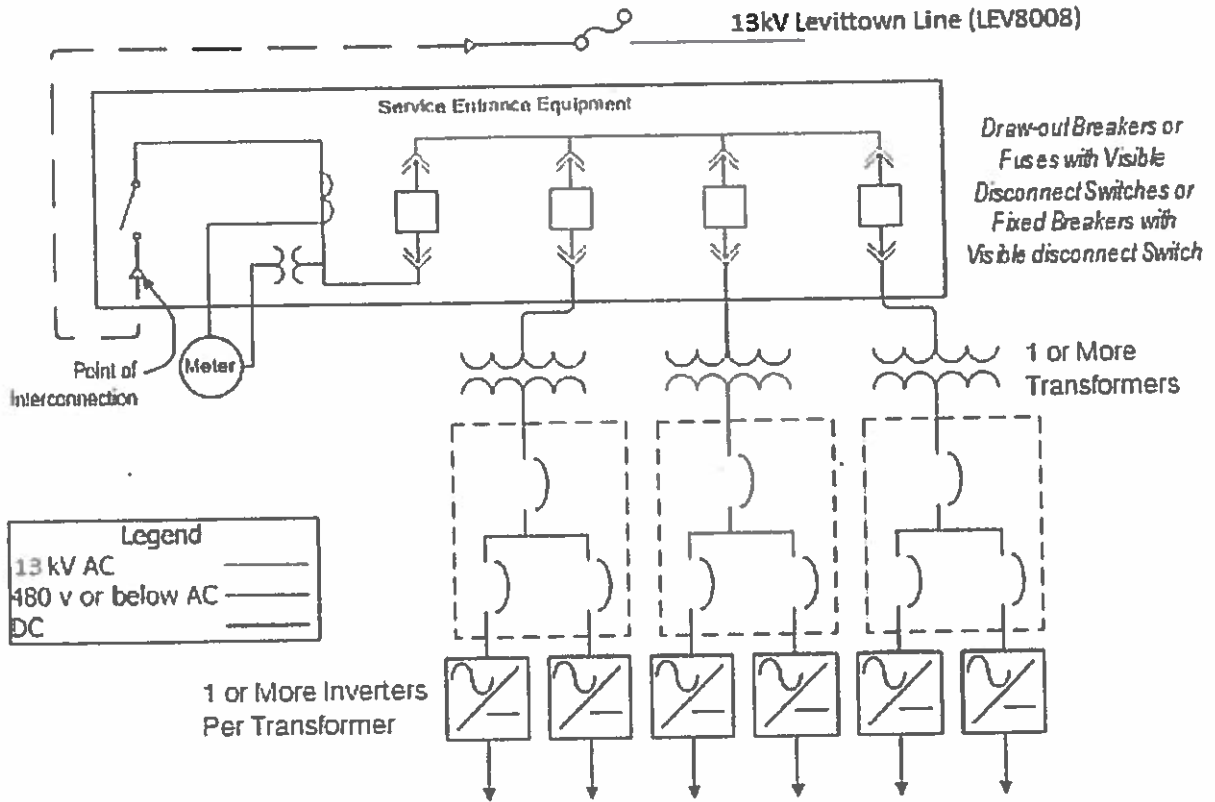 13kV Levittown Line (LEV8008)
Service Entrance Equipment
Draw-out Breakers or
Fuses with Visible
Disconnect Switches or
Fixed Breakers with
Visible disconnect Switch
Point of
Interconnection
Meter
1 or More
Transformers
Legend
13 kV AC
480 v or below AC
DC
1 or More Inverters
Per Transformer